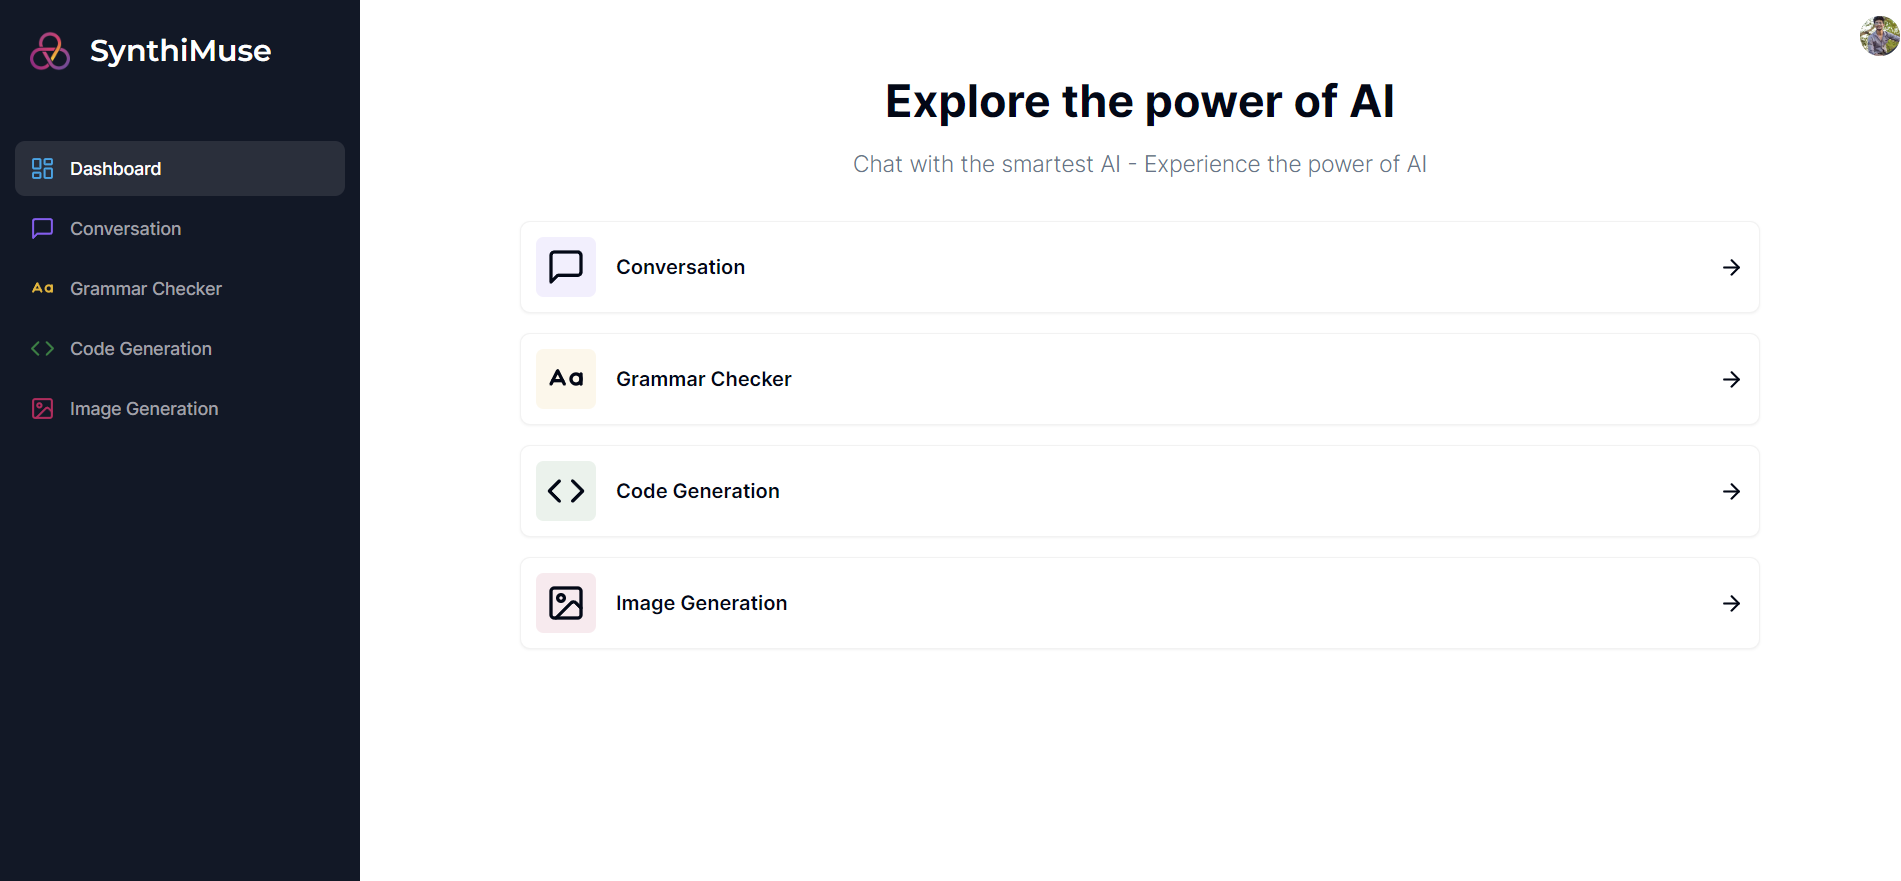 SynthiMuse
Dashboard
Conversation
Aa Grammar Checker
Code Generation
Image Generation
Explore the power of AI
Chat with the smartest AI - Experience the power of AI
Conversation
Aa Grammar Checker
Code Generation
Image Generation